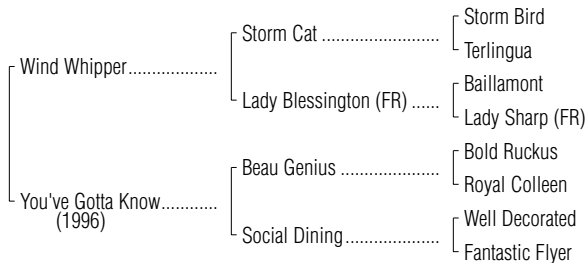 Storm Bird
Storm Cat ..........................
Terlingua
Wind Whipper...................
Baillamont
Lady Blessington (FR) ......
Lady Sharp (FR)
Bold Ruckus
Beau Genius .....................
Royal Colleen
You've Gotta Know............
(1996)
Well Decorated
Social Dining....................
Fantastic Flyer